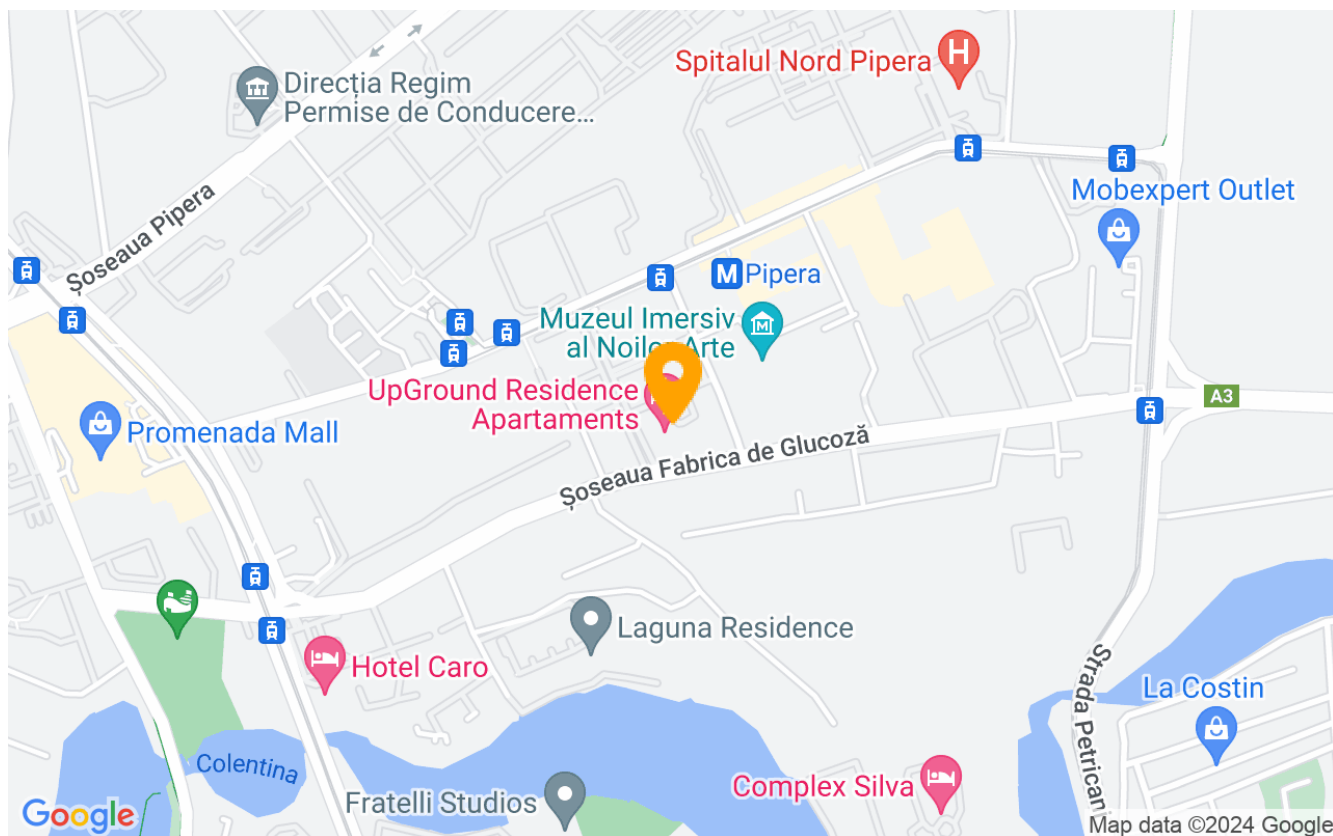 Spitalul Nord Pipera
H
Direcția Regim
Permise de Conducere...
Șoseaua Pipera
Mobexpert Outlet
M Pipera
Muzeul Imersiv
al Noilor Arte
M
UpGround Residence
Apartaments
A3
Promenada Mall
Șoseaua Fabrica de Glucoză
Laguna Residence
Hotel Caro
Strada Petricani
La Costin
Colentina
Complex Silva
Fratelli Studios
Google
Map data ©2024 Google